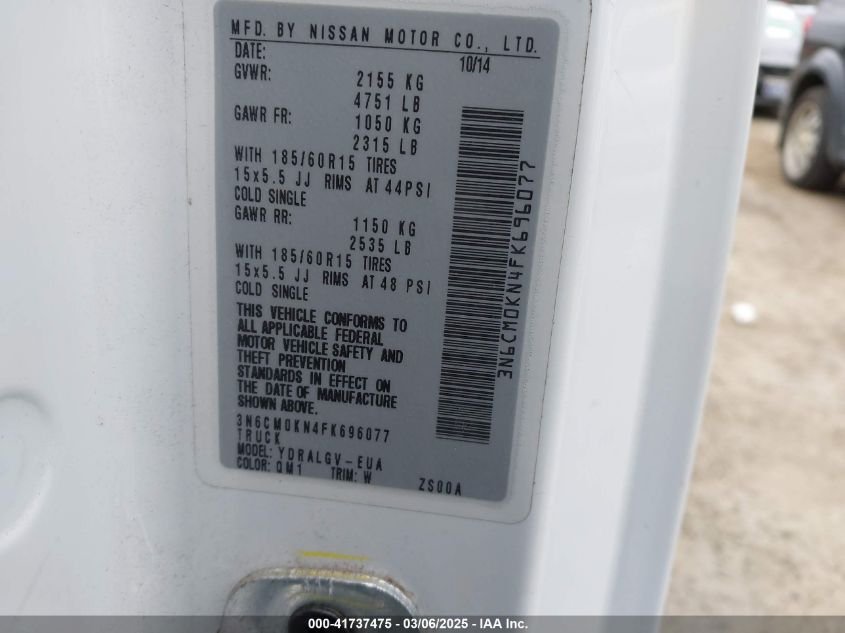 MFD. BY NISSAN MOTOR CO., LTD.
DATE: 10/14
GVWR: 2155 KG
4751 LB
GAWR FR: 1050 KG
2315 LB
WITH 185/60R15 TIRES
15x5.5 JJ RIMS AT 44PSI
COLD SINGLE
GAWR RR: 1150 KG
2535 LB
WITH 185/60R15 TIRES
15x5.5 JJ RIMS AT 48 PSI
COLD SINGLE
THIS VEHICLE CONFORMS TO
ALL APPLICABLE FEDERAL
MOTOR VEHICLE SAFETY AND
THEFT PREVENTION
STANDARDS IN EFFECT ON
THE DATE OF MANUFACTURE
SHOWN ABOVE.
3N6CM0KN4FK696077
TRUCK
MODEL: YDRALGV-EUA
COLOR: QM1 TRIM: W ZS00A
3N6CM0KN4FK696077
000-41737475 - 03/06/2025 - IAA Inc.